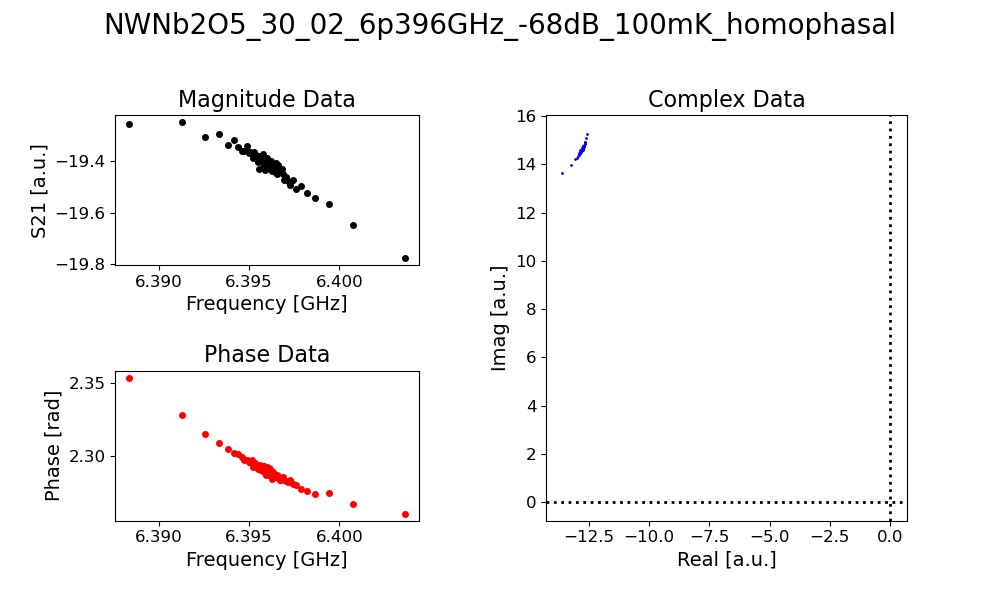 NWNb2O5_30_02_6p396GHz_-68dB_100mK_homophasal
Magnitude Data
S21 [a.u.]
−19.4
−19.6
−19.8
6.390 6.395 6.400
Frequency [GHz]
Phase Data
Phase [rad]
2.35
2.30
6.390 6.395 6.400
Frequency [GHz]
Complex Data
Imag [a.u.]
16
14
12
10
8
6
4
2
0
−12.5 −10.0 −7.5 −5.0 −2.5 0.0
Real [a.u.]